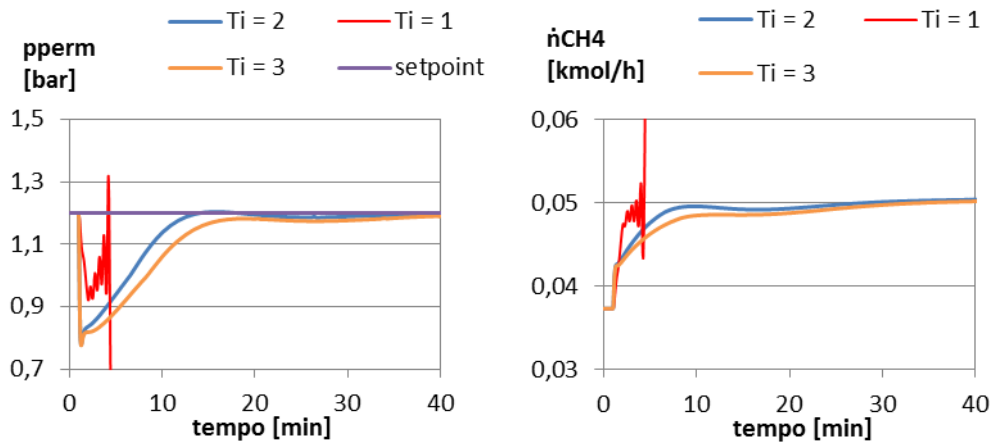 Ti = 2
Ti = 1
Ti = 3
setpoint
pperm
[bar]
1,5
1,3
1,1
0,9
0,7
0
10
20
30
40
tempo [min]
Ti = 2
Ti = 1
Ti = 3
ṅCH4
[kmol/h]
0,06
0,05
0,04
0,03
0
10
20
30
40
tempo [min]